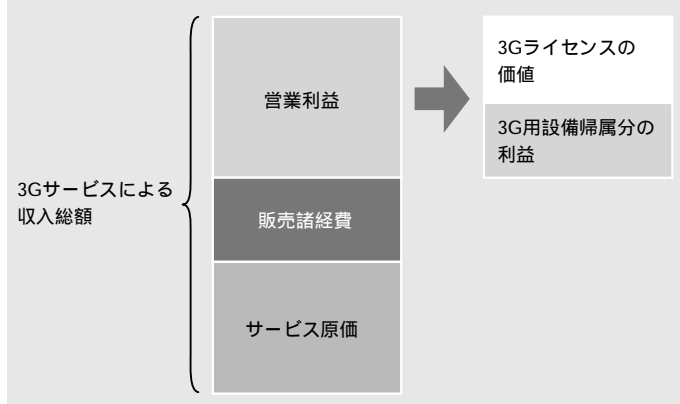 3Gサービスによる
収入総額
営業利益
販売諸経費
サービス原価
3Gライセンスの
価値
3G用設備帰属分の
利益